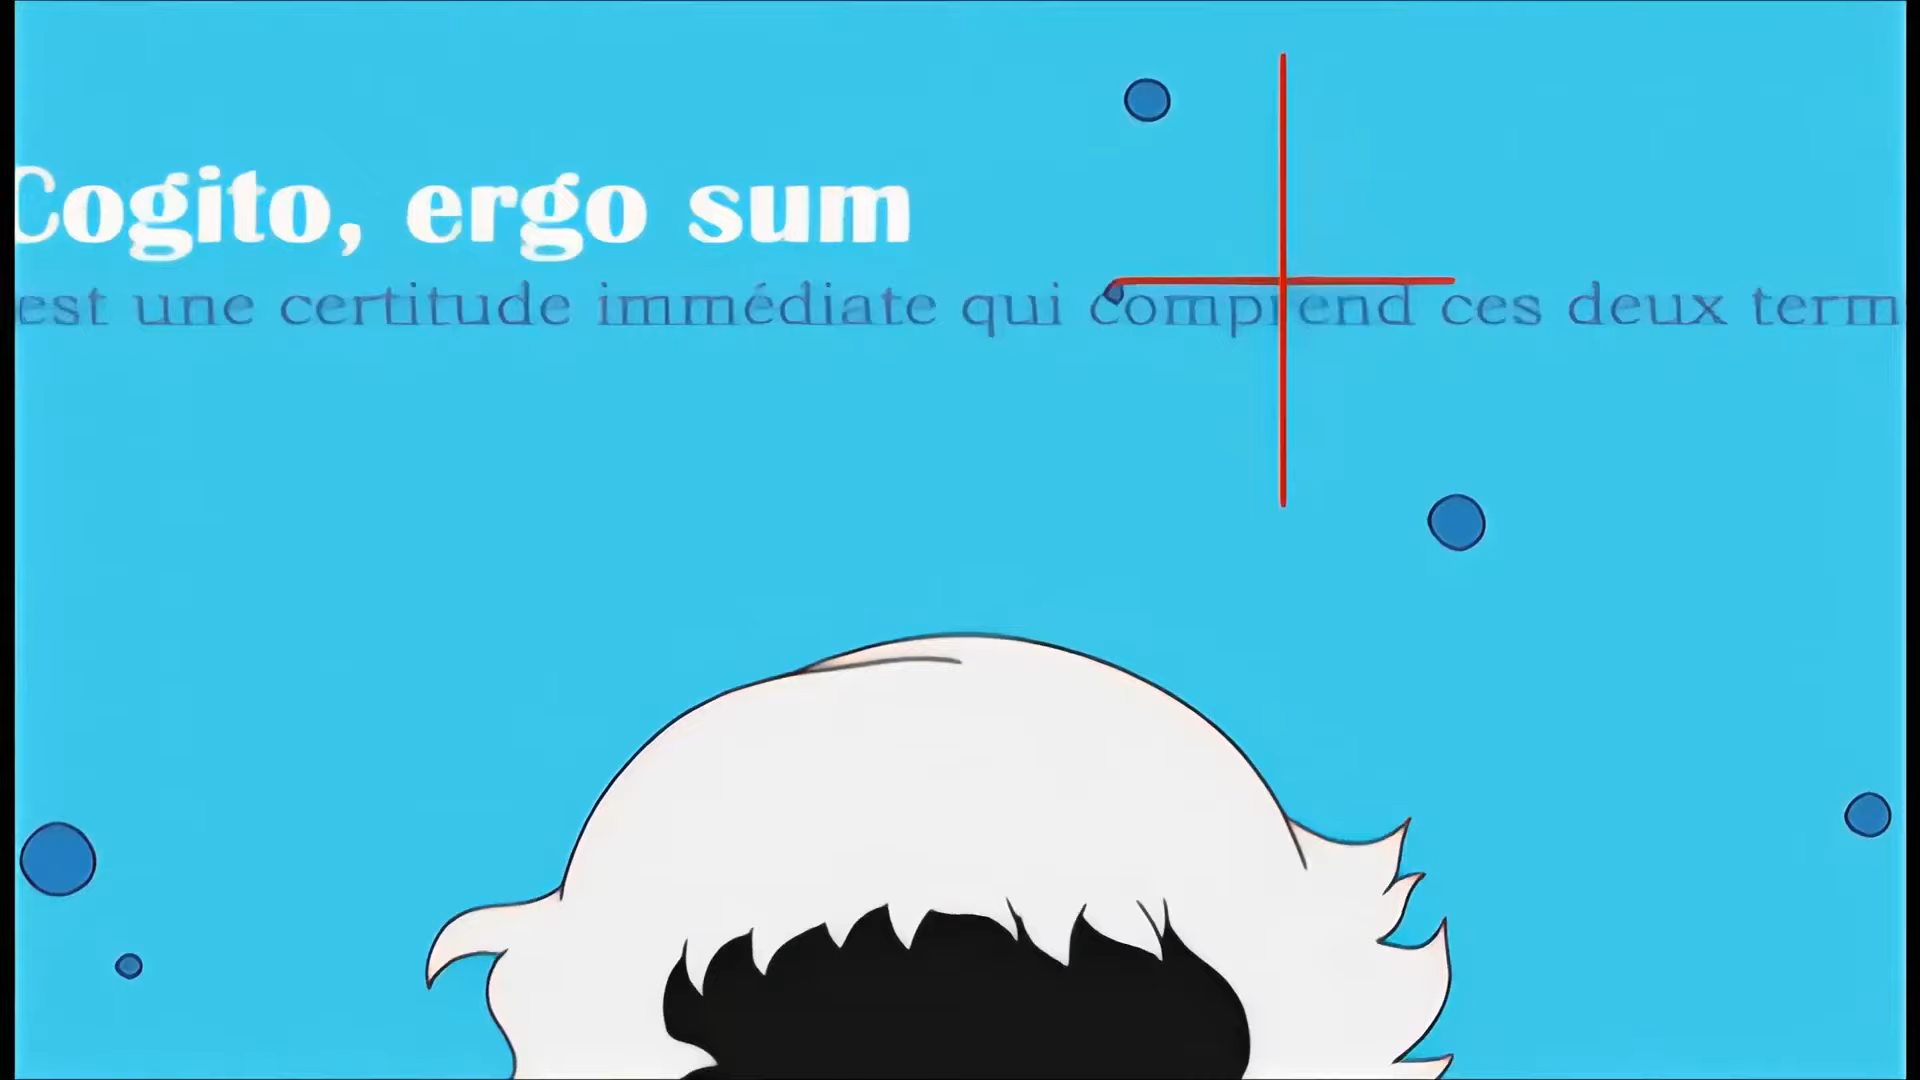 Cogito, ergo sum
est une certitude immédiate qui comprend ces deux term